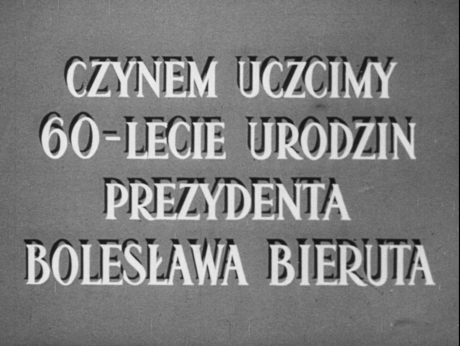 CZYNEM UCZCIMY
60-LECIE URODZIN
PREZYDENTA
BOLESŁAWA BIERUTA